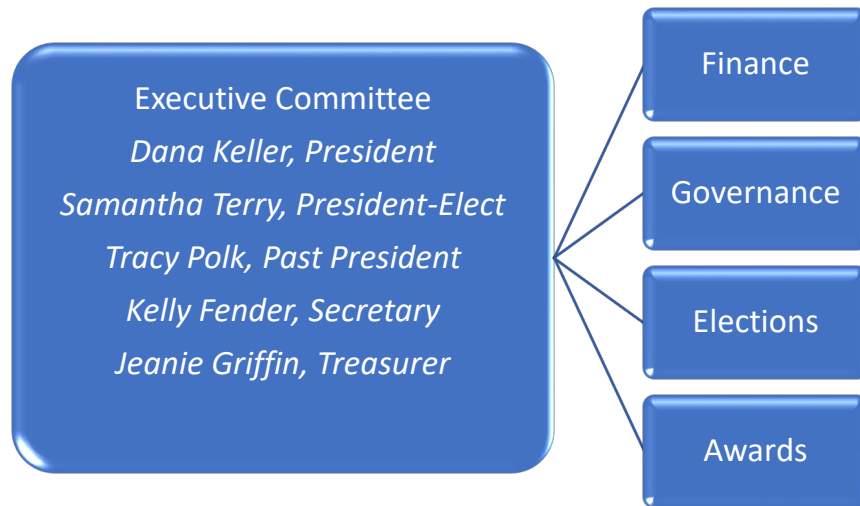 Executive Committee
Dana Keller, President
Samantha Terry, President-Elect
Tracy Polk, Past President
Kelly Fender, Secretary
Jeanie Griffin, Treasurer
Finance
Governance
Elections
Awards